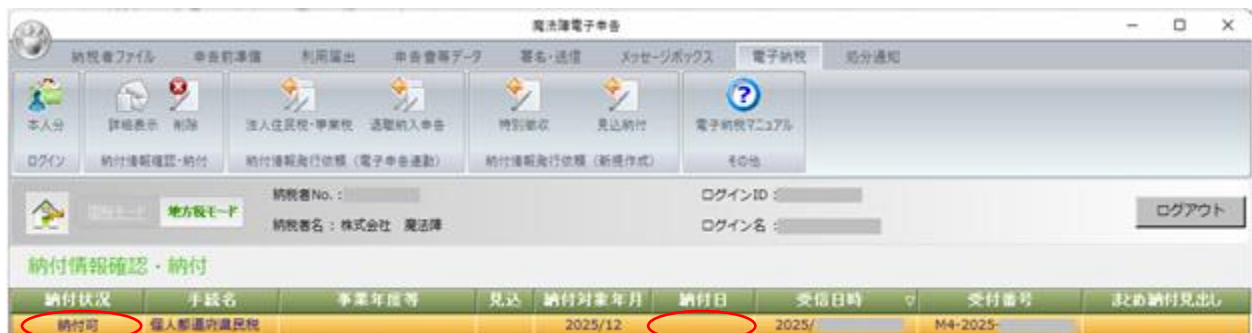 魔法陣電子申告
納税者ファイル 申告前準備 利用届出 申告書等データ 署名・送信 メッセージボックス 電子納税 処分通知
本人分 詳細表示 削除 法人住民税・事業税 退職納入申告 特別徴収 見込納付 電子納税マニュアル
ログイン 納付情報確認・納付 納付情報発行依頼（電子申告連動） 納付情報発行依頼（新規作成） その他
納税者No.： ログインID：
国税モード 地方税モード ログアウト
納税者名：株式会社 魔法陣 ログイン名：
納付情報確認・納付
納付状況 手続名 事業年度等 見込 納付対象年月 納付日 受信日時 ▽ 受付番号 まとめ納付見出し
納付可 個人都道府県民税 2025/12 2025/ M4-2025-